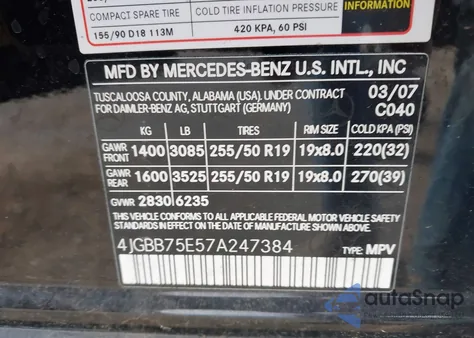 COMPACT SPARE TIRE COLD TIRE INFLATION PRESSURE
155/90 D18 113M 420 KPA, 60 PSI
MFD BY MERCEDES-BENZ U.S. INTL., INC
TUSCALOOSA COUNTY, ALABAMA (USA), UNDER CONTRACT 03/07
FOR DAIMLER-BENZ AG, STUTTGART (GERMANY) C040
KG LB TIRES RIM SIZE COLD KPA (PSI)
GAWR FRONT 1400 3085 255/50 R19 19x8.0 220(32)
GAWR REAR 1600 3525 255/50 R19 19x8.0 270(39)
GVWR 2830 6235
THIS VEHICLE CONFORMS TO ALL APPLICABLE
FEDERAL MOTOR VEHICLE SAFETY AND THEFT
PREVENTION STANDARDS IN EFFECT ON THE
DATE OF MANUFACTURE SHOWN ABOVE.
4JGBB75E57A247384 TYPE: MPV
autoSnap